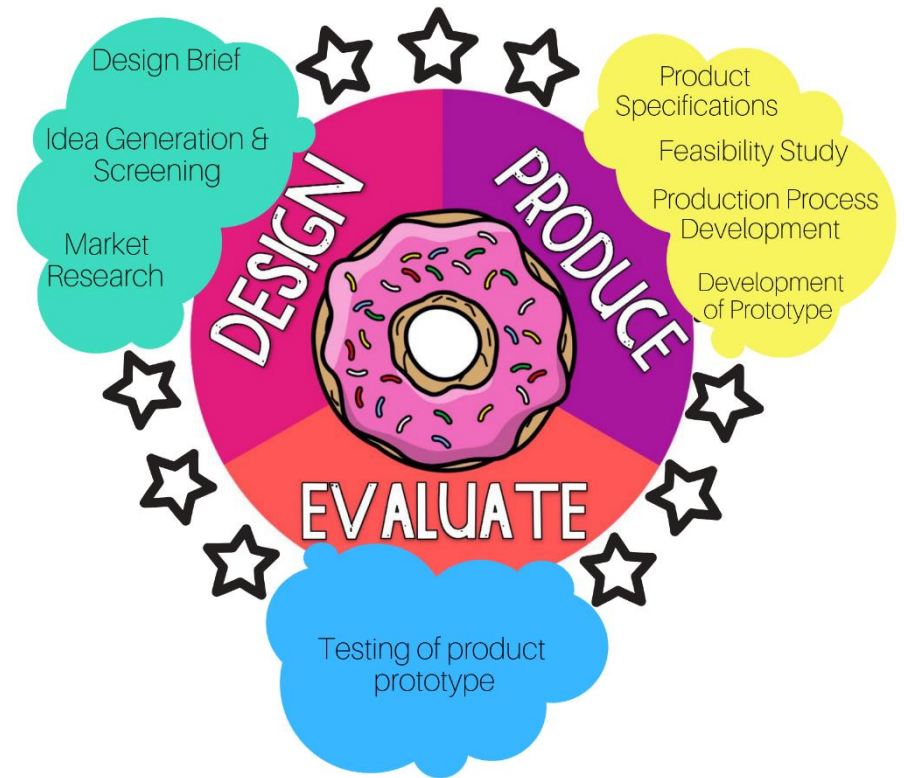 Design Brief
Idea Generation &
Screening
Market
Research
DESIGN
PRODUCE
Product
Specifications
Feasibility Study
Production Process
Development
Development
of Prototype
EVALUATE
Testing of product
prototype